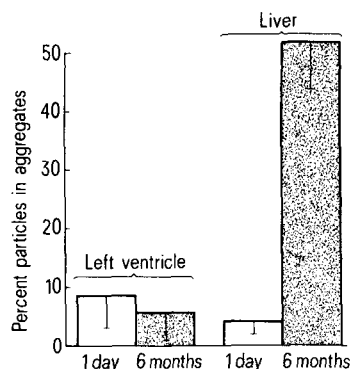 Liver
50
40
30
20
10
0
Percent particles in aggregates
Left ventricle
1 day 6 months 1 day 6 months